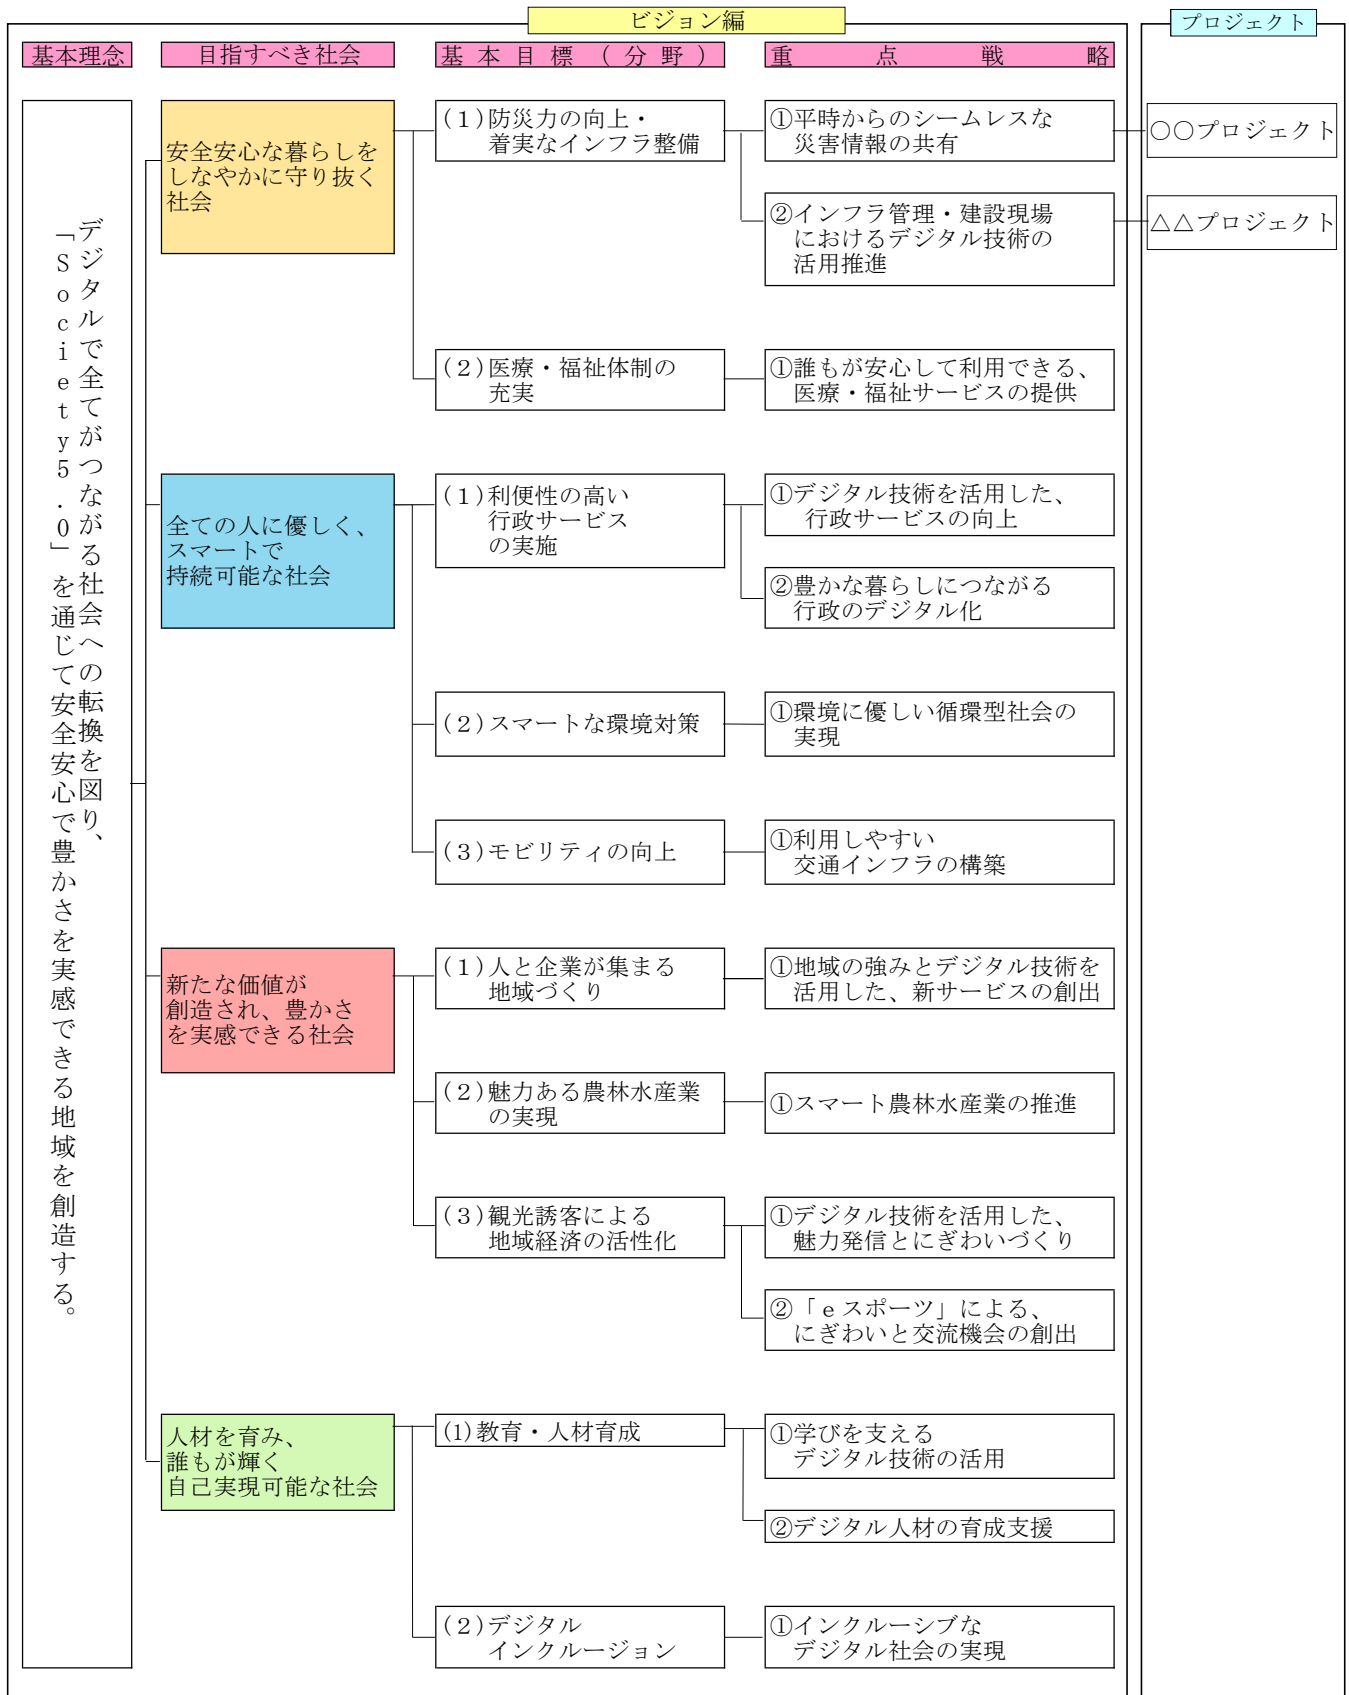 ビジョン編
プロジェクト
基本理念
目指すべき社会
基本目標（分野）
重点戦略
デジタルで全てがつながる社会への転換を図り、
「Society5.0」を通じて安全安心で豊かさを実感できる地域を創造する。
安全安心な暮らしを
しなやかに守り抜く
社会
(1)防災力の向上・
着実なインフラ整備
①平時からのシームレスな
災害情報の共有
○○プロジェクト
②インフラ管理・建設現場
におけるデジタル技術の
活用推進
△△プロジェクト
(2)医療・福祉体制の
充実
①誰もが安心して利用できる、
医療・福祉サービスの提供
全ての人に優しく、
スマートで
持続可能な社会
(1)利便性の高い
行政サービス
の実施
①デジタル技術を活用した、
行政サービスの向上
②豊かな暮らしにつながる
行政のデジタル化
(2)スマートな環境対策
①環境に優しい循環型社会の
実現
(3)モビリティの向上
①利用しやすい
交通インフラの構築
新たな価値が
創造され、豊かさ
を実感できる社会
(1)人と企業が集まる
地域づくり
①地域の強みとデジタル技術を
活用した、新サービスの創出
(2)魅力ある農林水産業
の実現
①スマート農林水産業の推進
(3)観光誘客による
地域経済の活性化
①デジタル技術を活用した、
魅力発信とにぎわいづくり
②「eスポーツ」による、
にぎわいと交流機会の創出
人材を育み、
誰もが輝く
自己実現可能な社会
(1)教育・人材育成
①学びを支える
デジタル技術の活用
②デジタル人材の育成支援
(2)デジタル
インクルージョン
①インクルーシブな
デジタル社会の実現